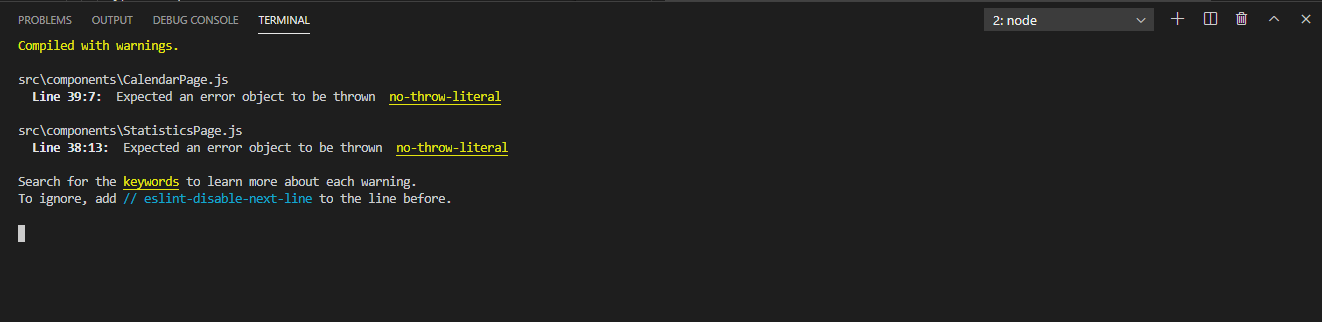 PROBLEMS OUTPUT DEBUG CONSOLE TERMINAL 2: node
Compiled with warnings.
src\components\CalendarPage.js
Line 39:7: Expected an error object to be thrown no-throw-literal
src\components\StatisticsPage.js
Line 38:13: Expected an error object to be thrown no-throw-literal
Search for the keywords to learn more about each warning.
To ignore, add // eslint-disable-next-line to the line before.